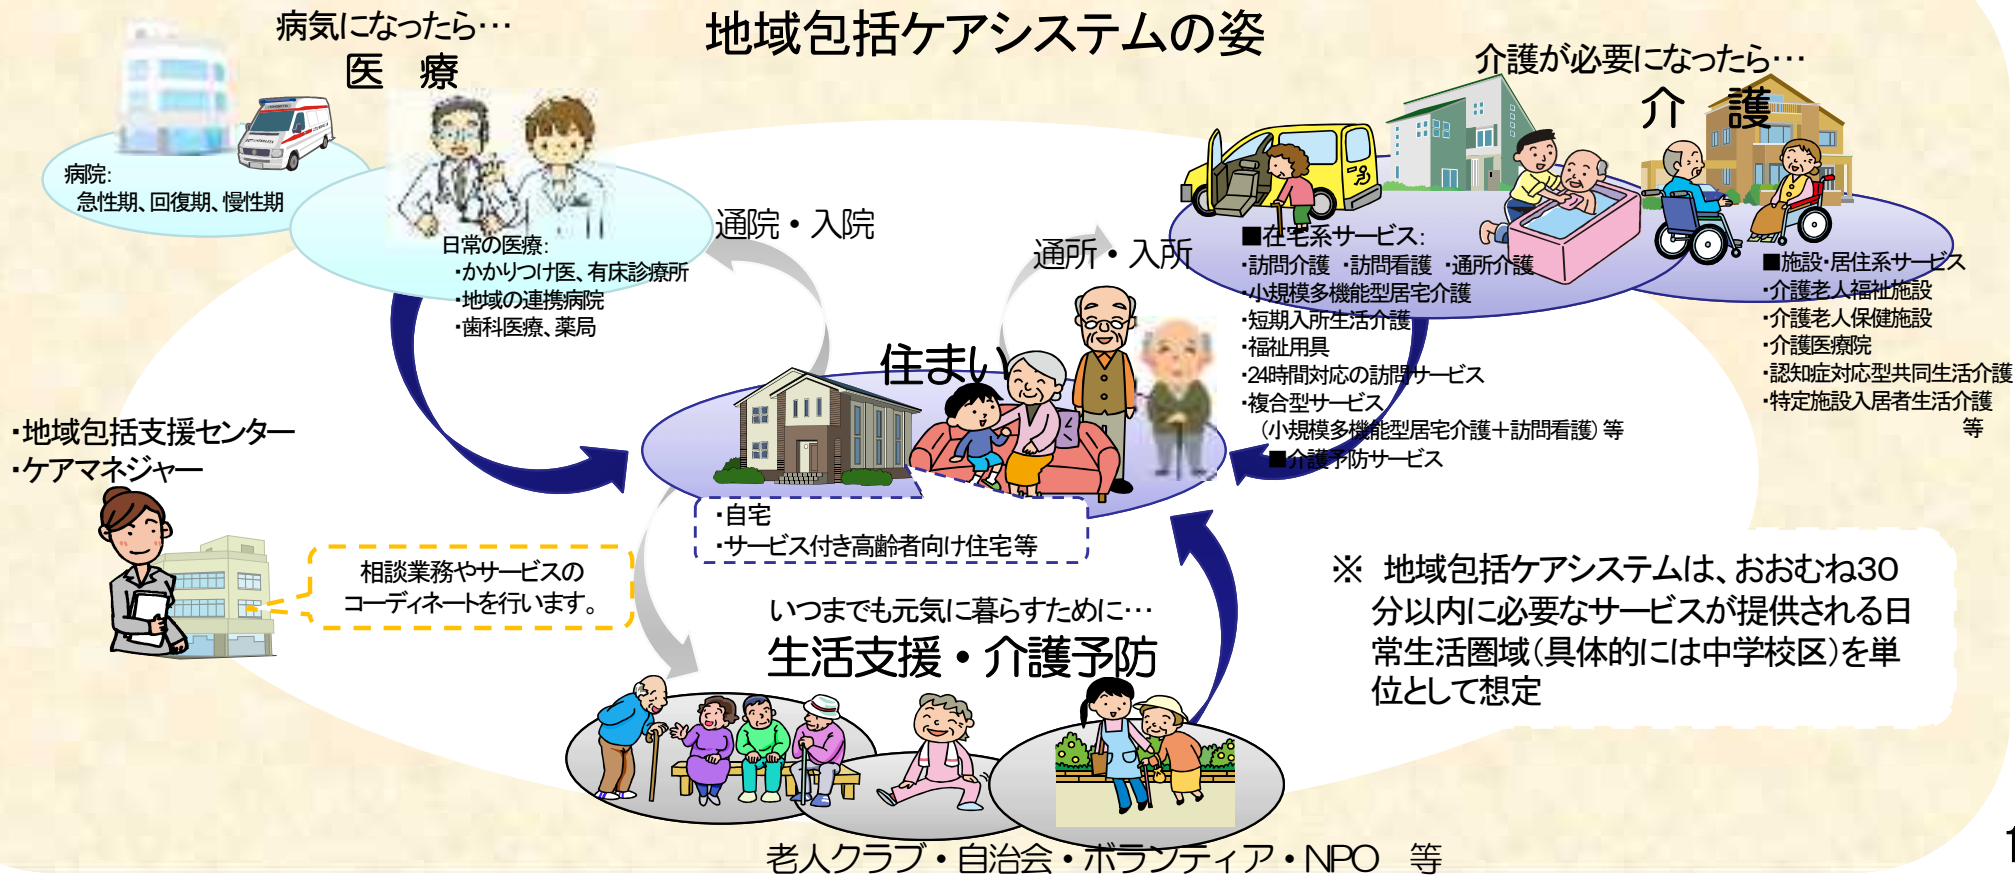 地域包括ケアシステムの姿
病気になったら…
医　療
病院:
急性期、回復期、慢性期
日常の医療:
・かかりつけ医、有床診療所
・地域の連携病院
・歯科医療、薬局
通院・入院
通所・入所
介護が必要になったら…
介　護
■在宅系サービス:
・訪問介護　・訪問看護　・通所介護
・小規模多機能型居宅介護
・短期入所生活介護
・福祉用具
・24時間対応の訪問サービス
・複合型サービス
（小規模多機能型居宅介護＋訪問看護）等
■介護予防サービス
■施設・居住系サービス
・介護老人福祉施設
・介護老人保健施設
・介護医療院
・認知症対応型共同生活介護
・特定施設入居者生活介護
等
住まい
・自宅
・サービス付き高齢者向け住宅等
・地域包括支援センター
・ケアマネジャー
相談業務やサービスの
コーディネートを行います。
いつまでも元気に暮らすために…
生活支援・介護予防
老人クラブ・自治会・ボランティア・NPO　等
※　地域包括ケアシステムは、おおむね30
分以内に必要なサービスが提供される日
常生活圏域（具体的には中学校区）を単
位として想定